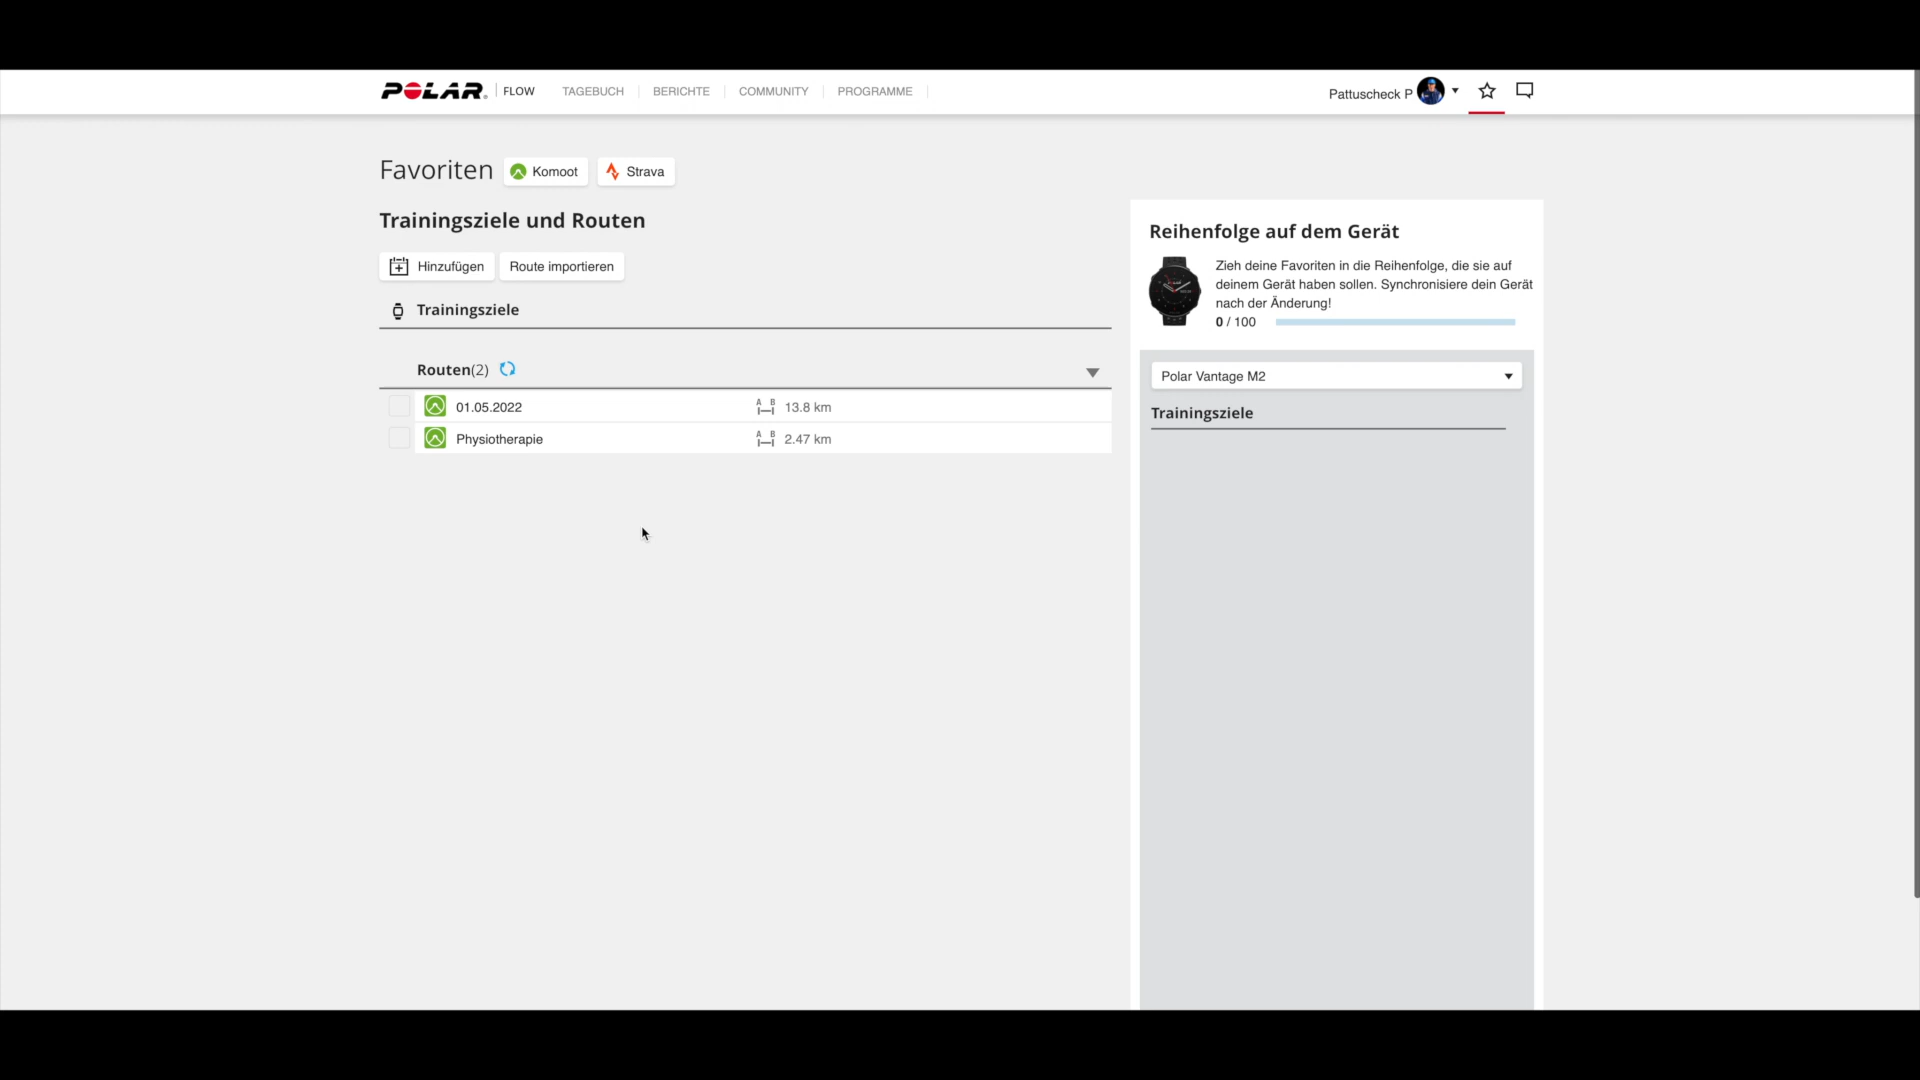 POLAR. FLOW TAGEBUCH BERICHTE COMMUNITY PROGRAMME Pattuscheck P
Favoriten Komoot Strava
Trainingsziele und Routen
Hinzufügen Route importieren
Trainingsziele
Routen(2)
01.05.2022 A B 13.8 km
Physiotherapie A B 2.47 km
Reihenfolge auf dem Gerät
Zieh deine Favoriten in die Reihenfolge, die sie auf
deinem Gerät haben sollen. Synchronisiere dein Gerät
nach der Änderung!
0 / 100
Polar Vantage M2
Trainingsziele